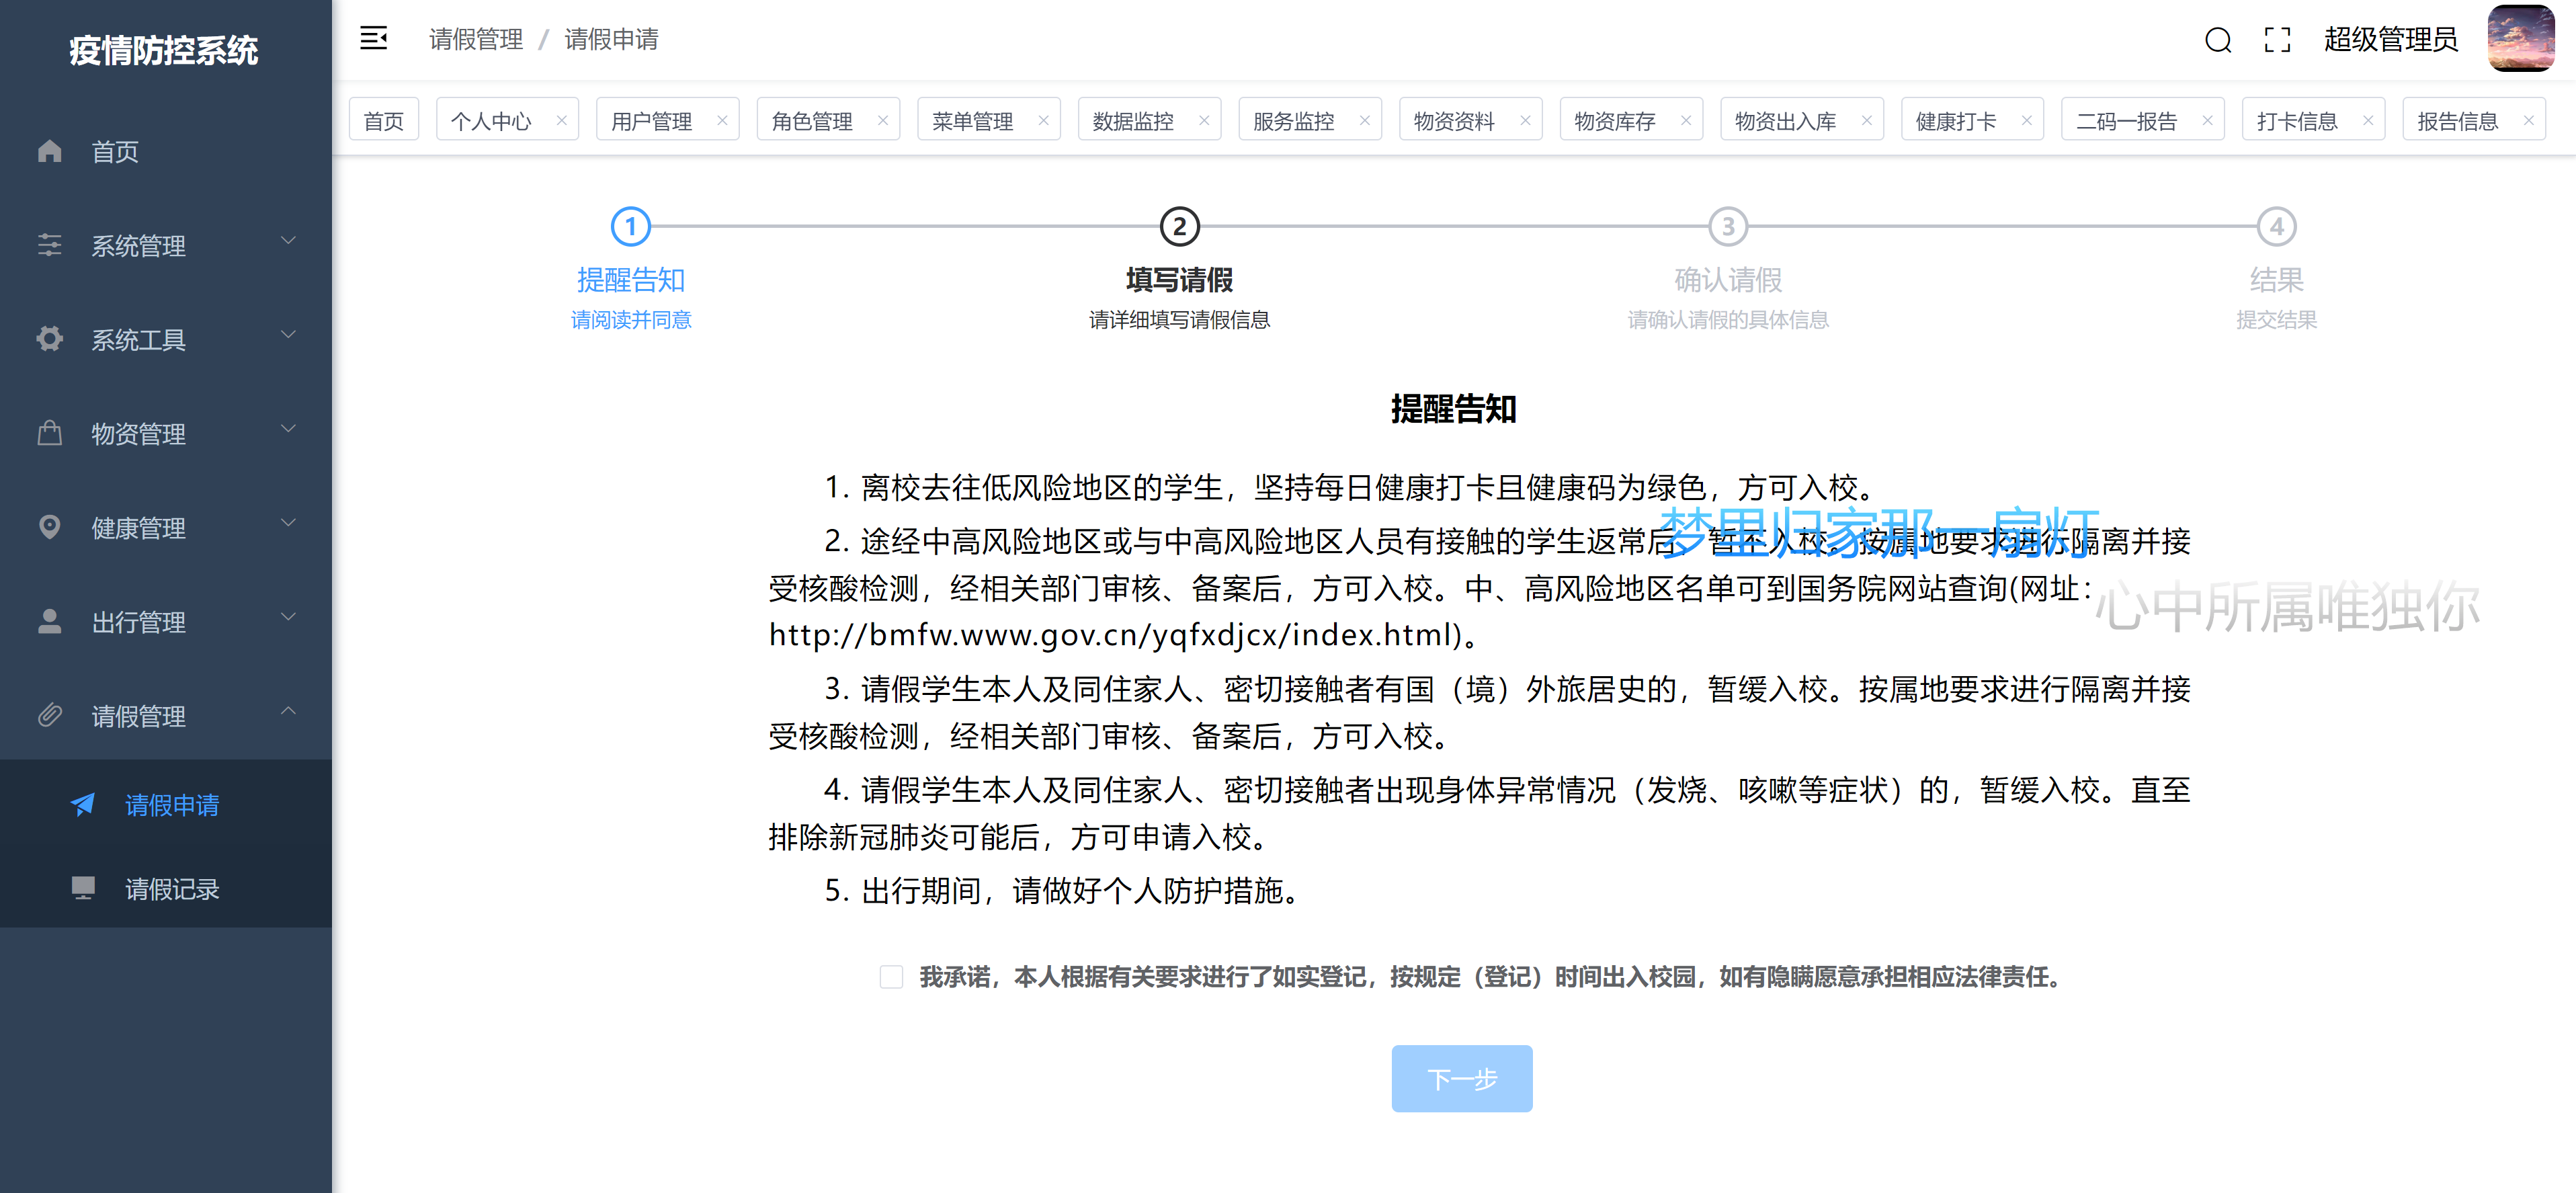 疫情防控系统
请假管理 / 请假申请
超级管理员
首页 个人中心 用户管理 角色管理 菜单管理 数据监控 服务监控 物资资料 物资库存 物资出入库 健康打卡 二码一报告 打卡信息 报告信息
首页
系统管理
系统工具
物资管理
健康管理
出行管理
请假管理
请假申请
请假记录
1 2 3 4
提醒告知 填写请假 确认请假 结果
请阅读并同意 请详细填写请假信息 请确认请假的具体信息 提交结果
提醒告知
1. 离校去往低风险地区的学生，坚持每日健康打卡且健康码为绿色，方可入校。
梦里归家那一扇灯
2. 途经中高风险地区或与中高风险地区人员有接触的学生返常后，暂不入校。按属地要求进行隔离并接
受核酸检测，经相关部门审核、备案后，方可入校。中、高风险地区名单可到国务院网站查询(网址：
心中所属唯独你
http://bmfw.www.gov.cn/yqfxdjcx/index.html)。
3. 请假学生本人及同住家人、密切接触者有国（境）外旅居史的，暂缓入校。按属地要求进行隔离并接
受核酸检测，经相关部门审核、备案后，方可入校。
4. 请假学生本人及同住家人、密切接触者出现身体异常情况（发烧、咳嗽等症状）的，暂缓入校。直至
排除新冠肺炎可能后，方可申请入校。
5. 出行期间，请做好个人防护措施。
我承诺，本人根据有关要求进行了如实登记，按规定（登记）时间出入校园，如有隐瞒愿意承担相应法律责任。
下一步